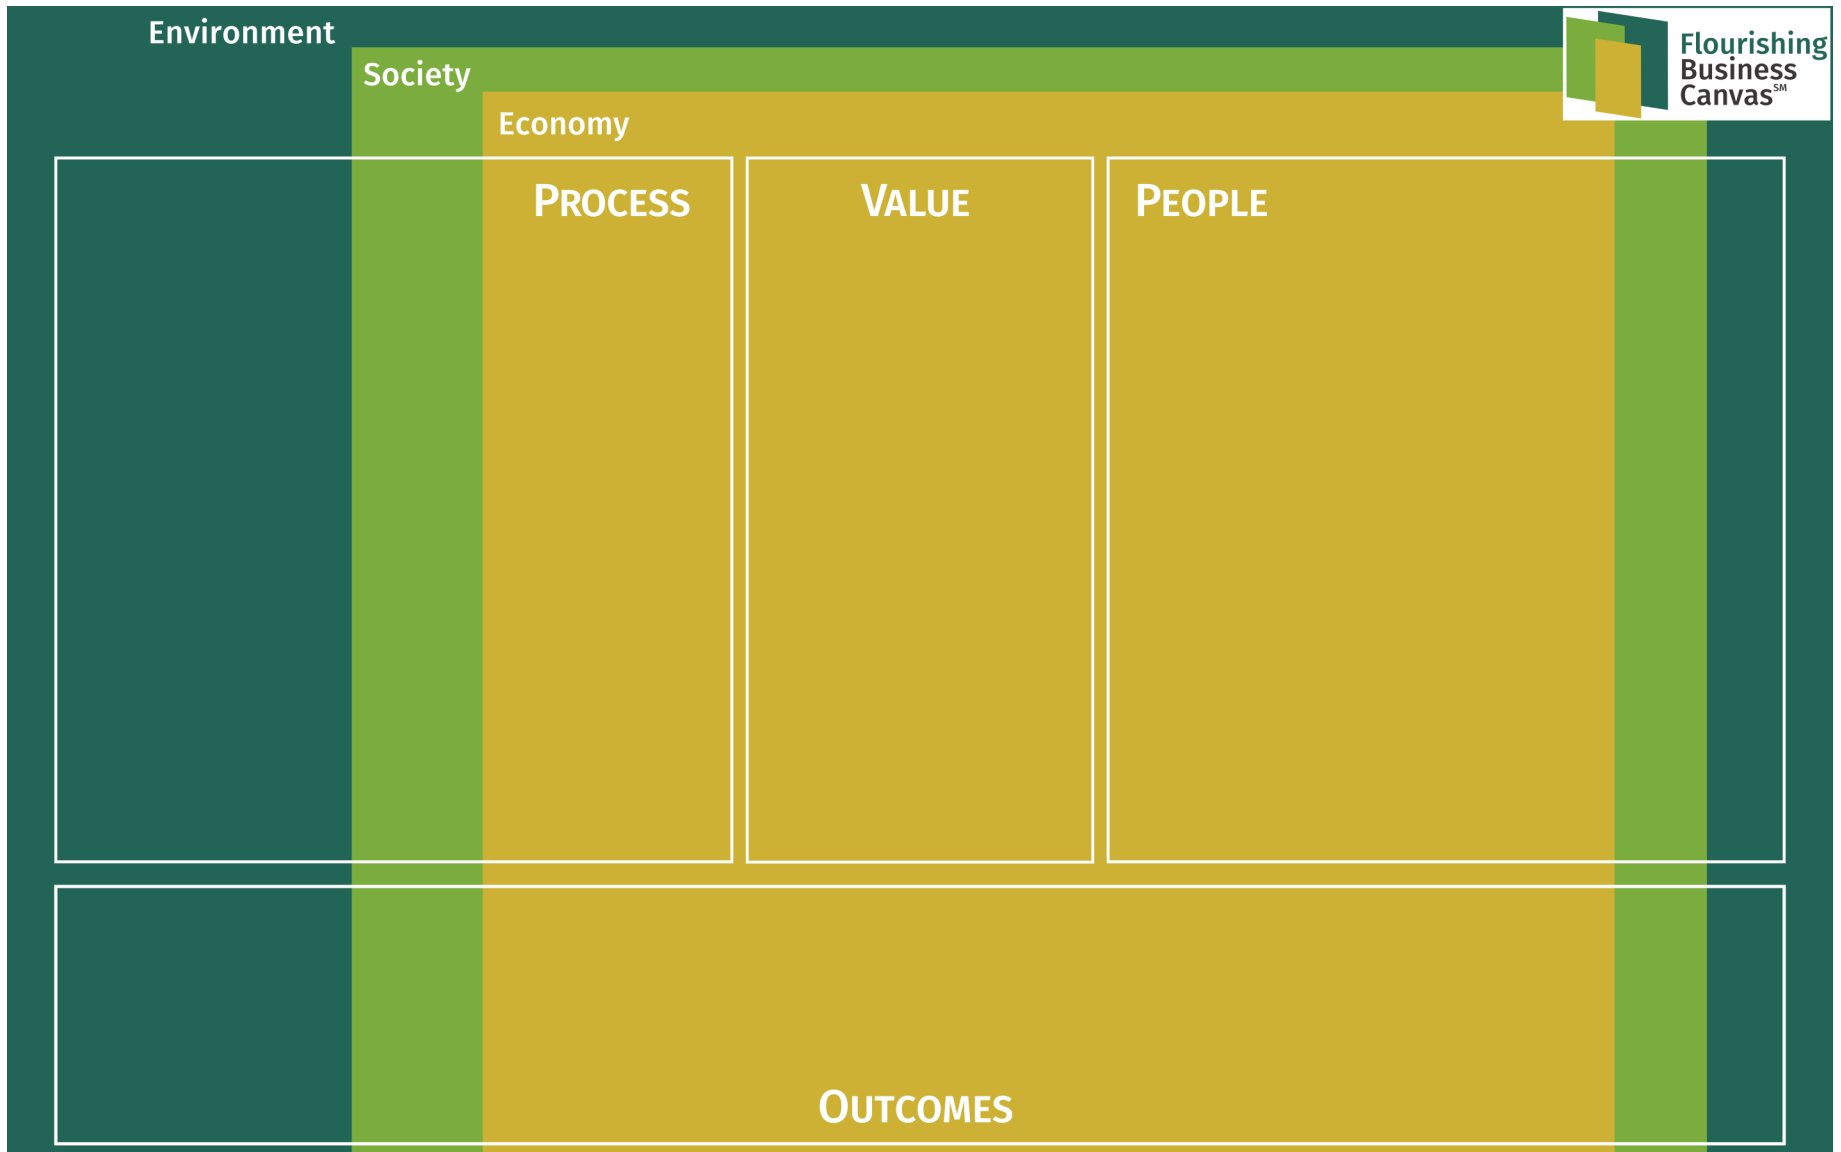 Environment
Society
Economy
Flourishing
Business
Canvas℠
PROCESS
VALUE
PEOPLE
OUTCOMES